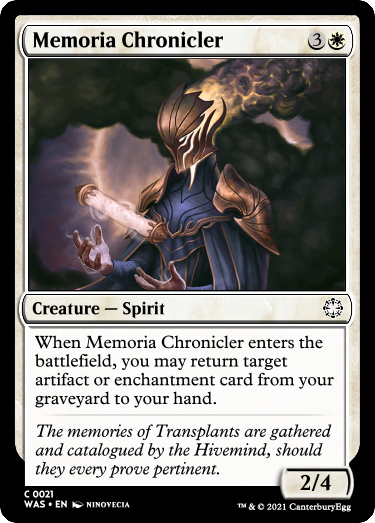 Memoria Chronicler 3
Creature — Spirit
When Memoria Chronicler enters the
battlefield, you may return target
artifact or enchantment card from your
graveyard to your hand.
The memories of Transplants are gathered
and catalogued by the Hivemind, should
they every prove pertinent.
2/4
C 0021
WAS • EN NINOVECIA
™ & © 2021 CanterburyEgg